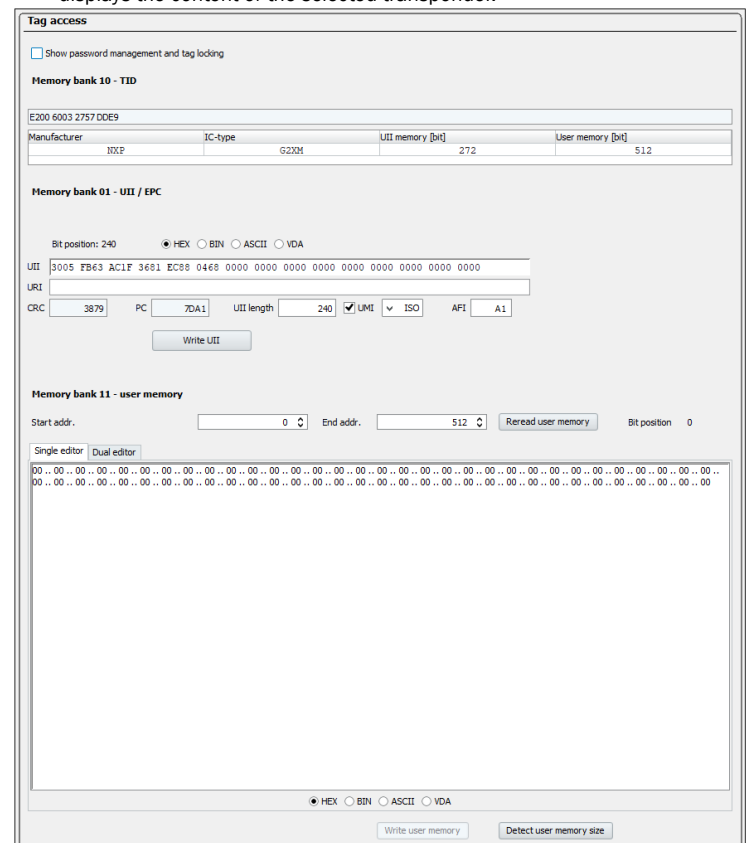 displays the content of the selected transponder.
Tag access
Show password management and tag locking
Memory bank 10 - TID
E200 6003 2757 DDE9
Manufacturer IC-type UII memory [bit] User memory [bit]
NXP G2XM 272 512
Memory bank 01 - UII / EPC
Bit position: 240 HEX BIN ASCII VDA
UII 3005 FB63 AC1F 3681 EC88 0468 0000 0000 0000 0000 0000 0000 0000 0000 0000
URI
CRC 3879 PC 7DA1 UII length 240 UMI ISO AFI A1
Write UII
Memory bank 11 - user memory
Start addr. 0 End addr. 512 Reread user memory Bit position 0
Single editor Dual editor
00 .. 00 .. 00 .. 00 .. 00 .. 00 .. 00 .. 00 .. 00 .. 00 .. 00 .. 00 .. 00 .. 00 .. 00 .. 00 .. 00 .. 00 .. 00 .. 00 .. 00 .. 00 .. 00 .. 00 .. 00 .. 00 .. 00 .. 00 .. 00 .. 00 .. 00 .. 00 ..
00 .. 00 .. 00 .. 00 .. 00 .. 00 .. 00 .. 00 .. 00 .. 00 .. 00 .. 00 .. 00 .. 00 .. 00 .. 00 .. 00 .. 00 .. 00 .. 00 .. 00 .. 00 .. 00 .. 00 .. 00 .. 00 .. 00 .. 00 .. 00 .. 00 .. 00 .. 00
HEX BIN ASCII VDA
Write user memory Detect user memory size